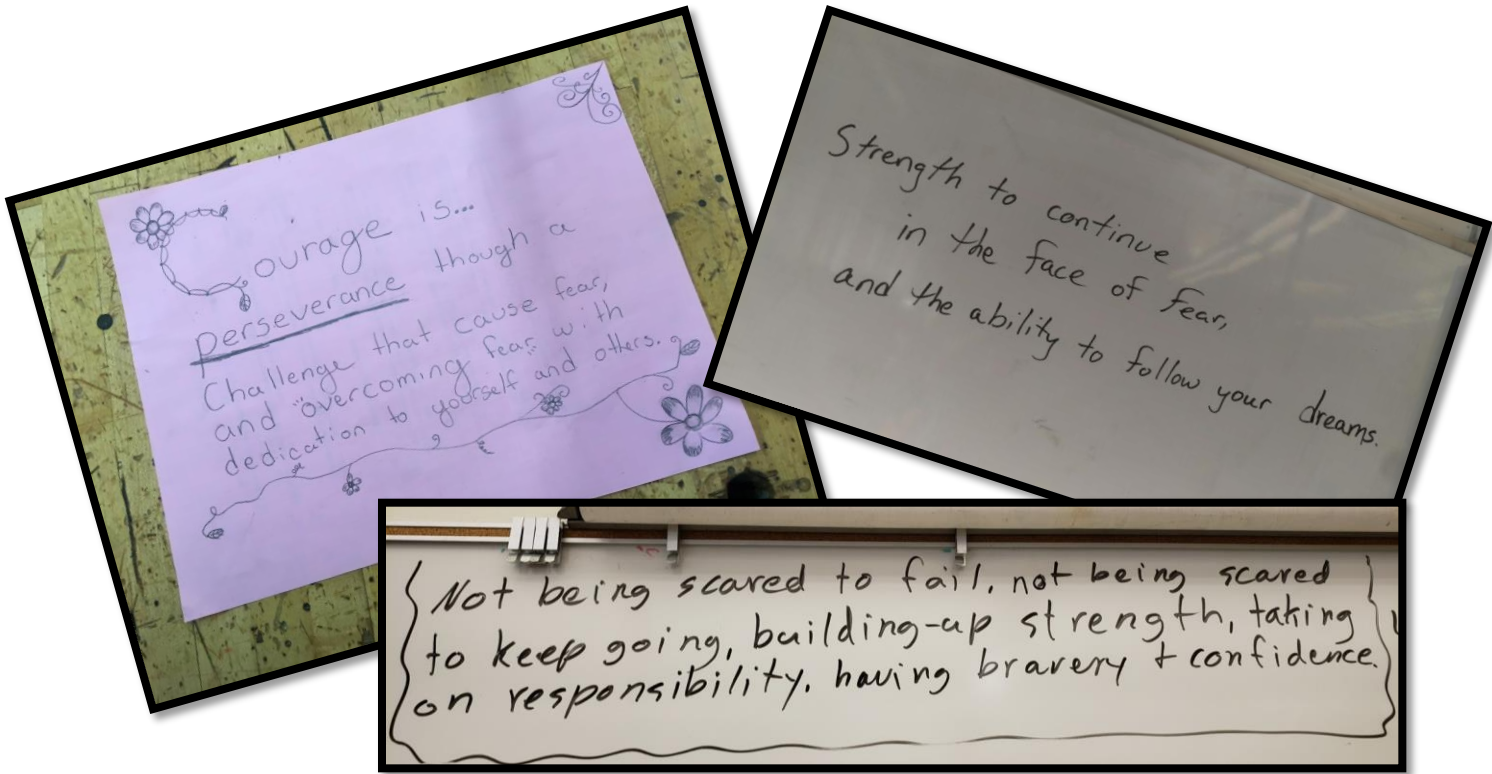 Courage is...
perseverance though a
Challenge that cause fear,
and "overcoming fear" with
dedication to yourself and others.
Strength to continue
in the face of fear,
and the ability to follow your dreams.
Not being scared to fail, not being scared
to keep going, building-up strength, taking
on responsibility, having bravery + confidence.